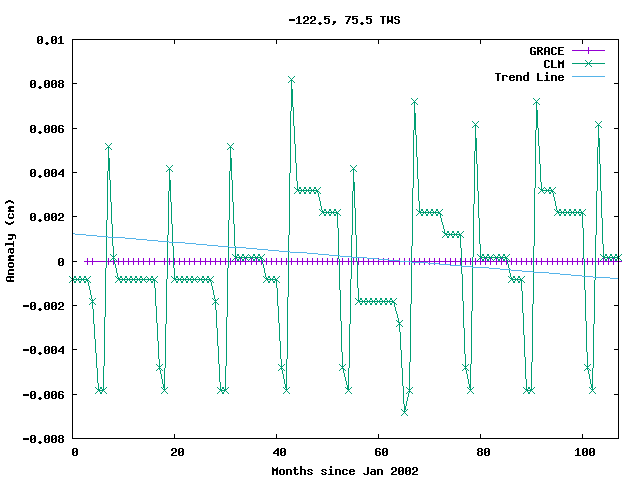 -122.5, 75.5 TWS
0.01
0.008
0.006
0.004
0.002
0
-0.002
-0.004
-0.006
-0.008
Anomaly (cm)
GRACE
CLM
Trend Line
0 20 40 60 80 100
Months since Jan 2002